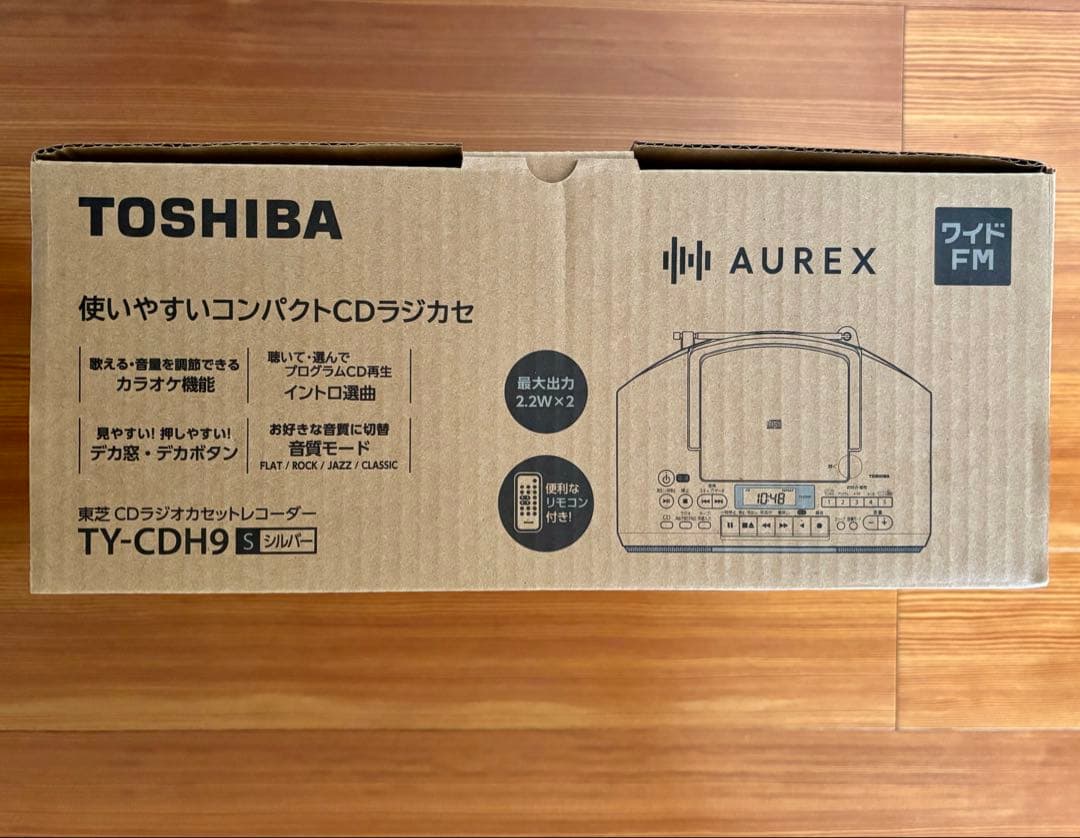 TOSHIBA
使いやすいコンパクトCDラジカセ
歌える・音量を調節できる
カラオケ機能
聴いて・選んで
プログラムCD再生
イントロ選曲
見やすい! 押しやすい!
デカ窓・デカボタン
お好きな音質に切替
音質モード
FLAT / ROCK / JAZZ / CLASSIC
東芝 CDラジオカセットレコーダー
TY-CDH9 S シルバー
最大出力
2.2W×2
便利な
リモコン
付き!
AUREX
ワイド
FM
TOSHIBA
10:48
CD